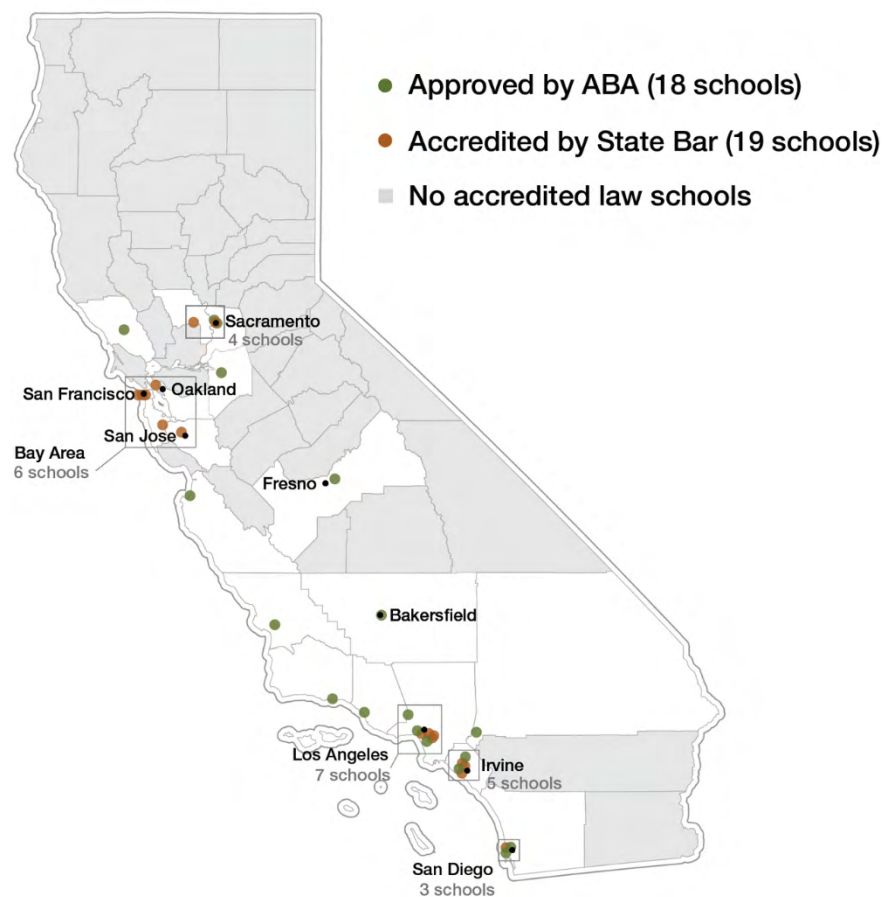 Approved by ABA (18 schools)
Accredited by State Bar (19 schools)
No accredited law schools
Sacramento
4 schools
Oakland
San Francisco
San Jose
Bay Area
6 schools
Fresno
Bakersfield
Los Angeles
7 schools
Irvine
5 schools
San Diego
3 schools